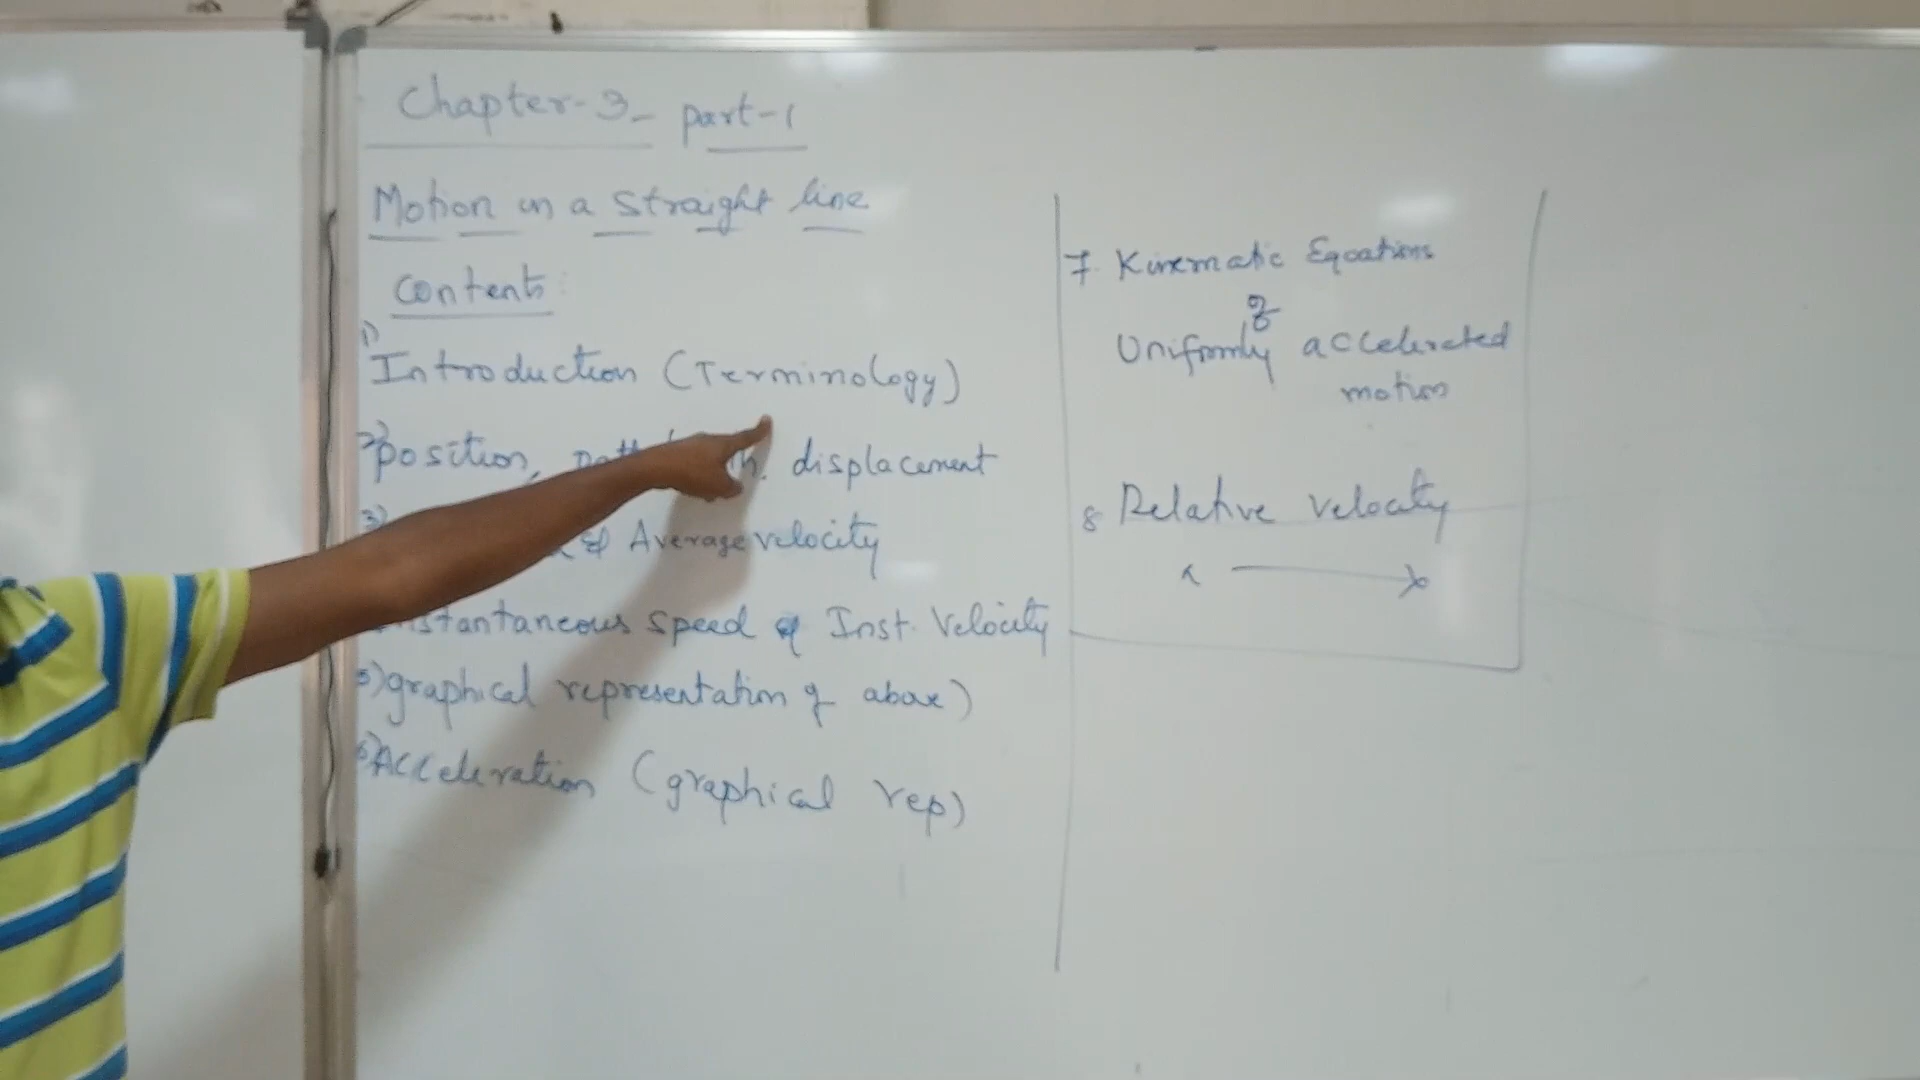 Chapter-3- part-1
Motion in a straight line
Contents:
1)
Introduction (Terminology)
2) position, displacement
3) & Average velocity
speed & Inst. Velocity
5) graphical representation of above)
6) Acceleration (graphical rep)
7. Kinematic Equations
of
Uniformly accelerated
motion
8 Relative Velocity